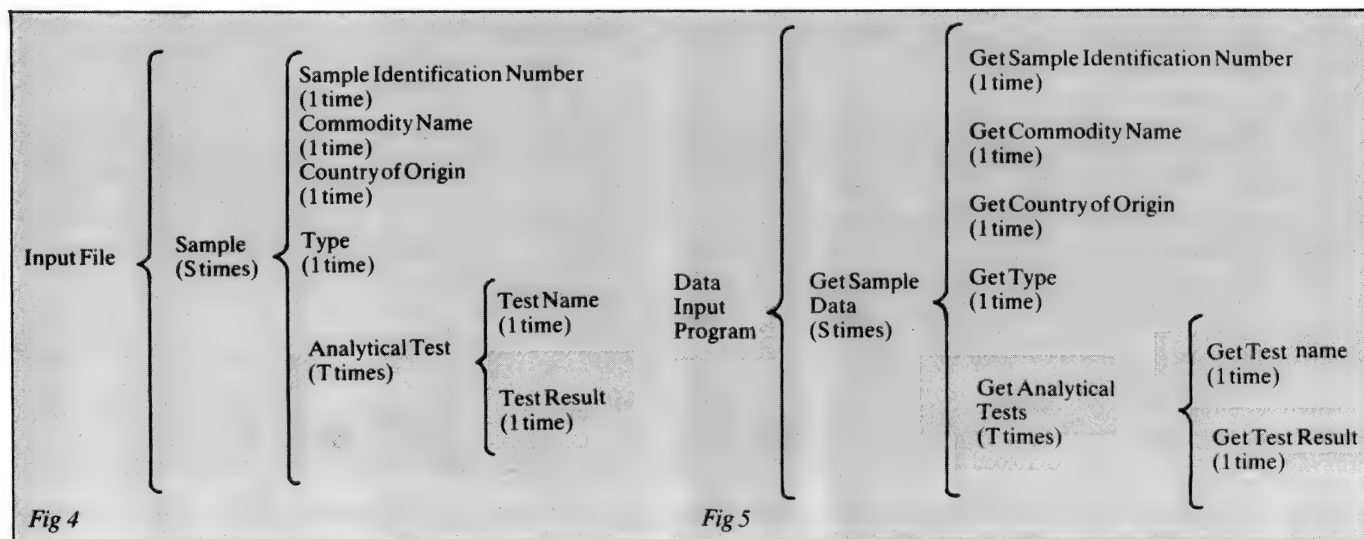 Input File
Sample
(S times)
Sample Identification Number
(1 time)
Commodity Name
(1 time)
Country of Origin
(1 time)
Type
(1 time)
Analytical Test
(T times)
Test Name
(1 time)
Test Result
(1 time)
Fig 4
Data
Input
Program
Get Sample
Data
(S times)
Get Sample Identification Number
(1 time)
Get Commodity Name
(1 time)
Get Country of Origin
(1 time)
Get Type
(1 time)
Get Analytical
Tests
(T times)
Get Test name
(1 time)
Get Test Result
(1 time)
Fig 5